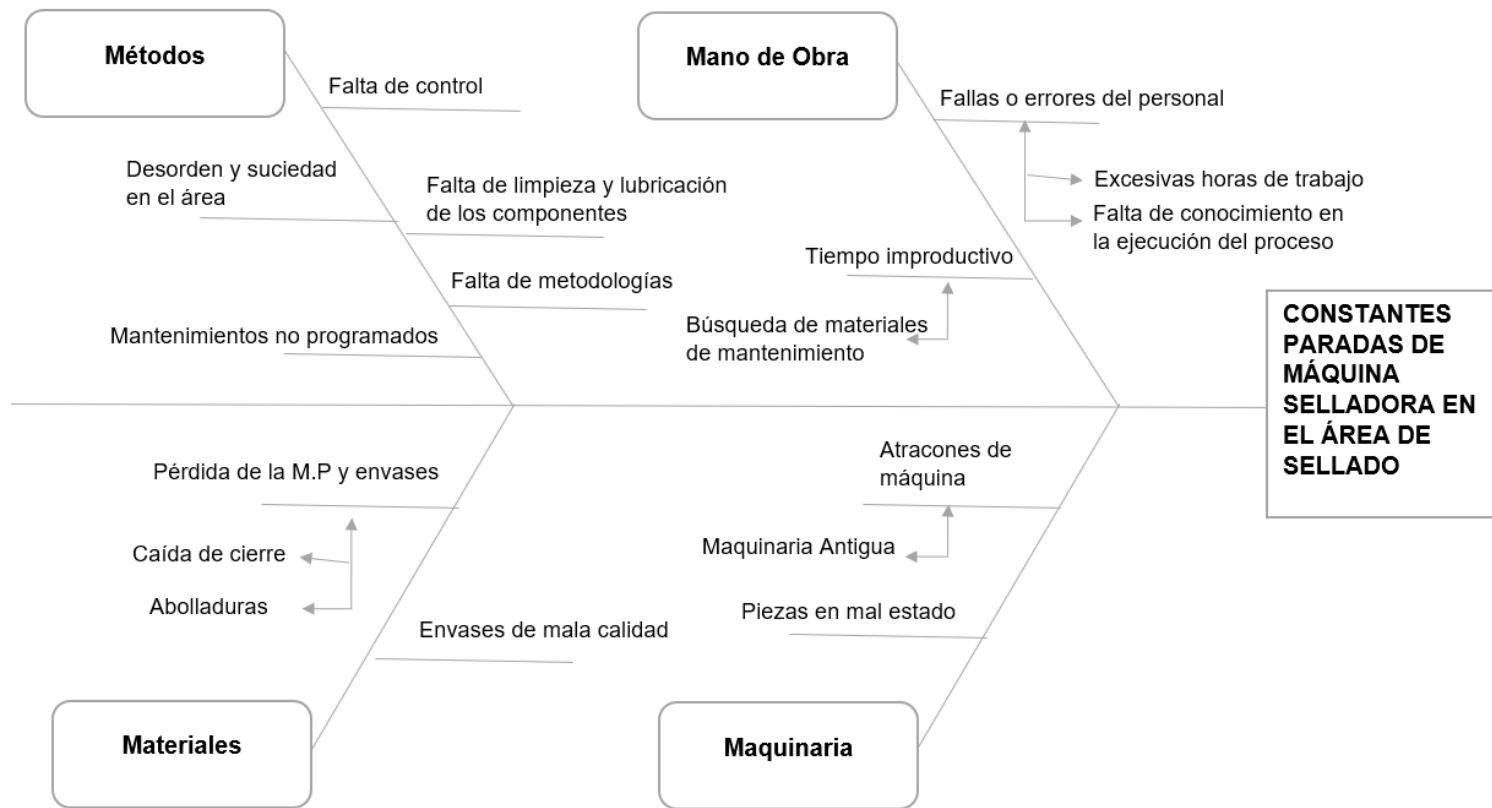 Métodos
Falta de control
Desorden y suciedad
en el área
Falta de limpieza y lubricación
de los componentes
Falta de metodologías
Mantenimientos no programados
Mano de Obra
Fallas o errores del personal
Excesivas horas de trabajo
Falta de conocimiento en
la ejecución del proceso
Tiempo improductivo
Búsqueda de materiales
de mantenimiento
CONSTANTES
PARADAS DE
MÁQUINA
SELLADORA EN
EL ÁREA DE
SELLADO
Pérdida de la M.P y envases
Caída de cierre
Abolladuras
Envases de mala calidad
Materiales
Atracones de
máquina
Maquinaria Antigua
Piezas en mal estado
Maquinaria